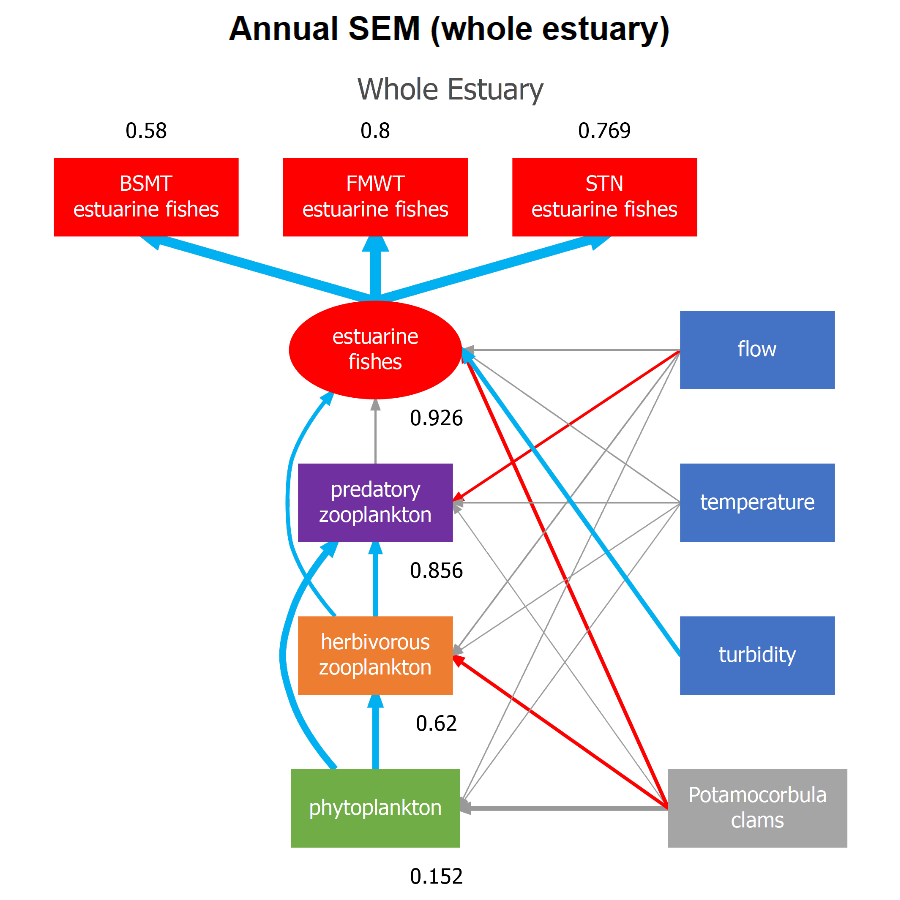 Annual SEM (whole estuary)
Whole Estuary
0.58
0.8
0.769
BSMT
estuarine fishes
FMWT
estuarine fishes
STN
estuarine fishes
estuarine
fishes
flow
0.926
predatory
zooplankton
temperature
0.856
herbivorous
zooplankton
turbidity
0.62
phytoplankton
Potamocorbula
clams
0.152